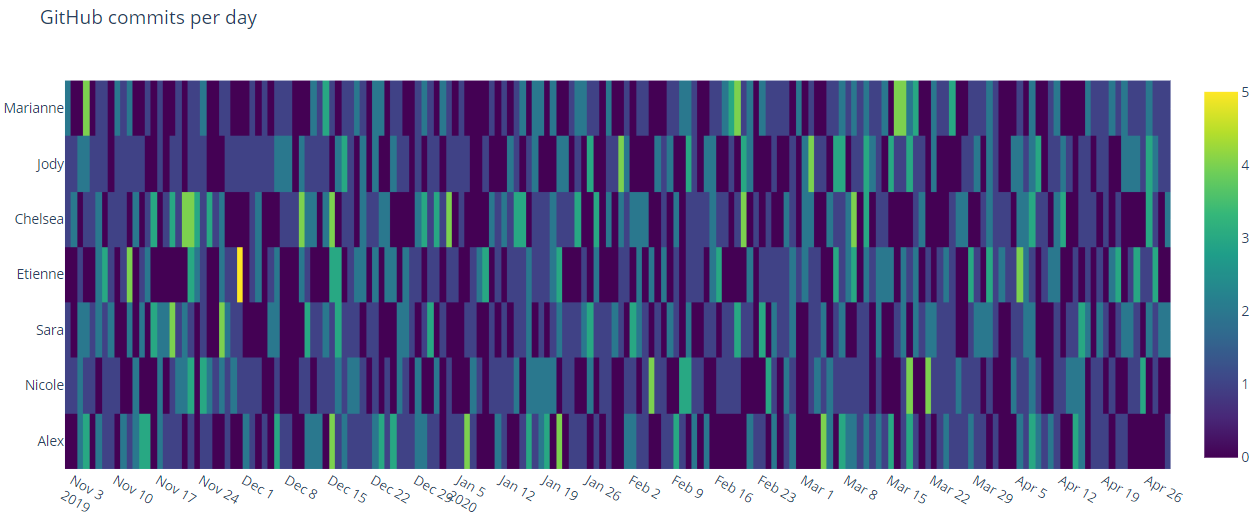 GitHub commits per day
Marianne
Jody
Chelsea
Etienne
Sara
Nicole
Alex
Nov 3
2019
Nov 10
Nov 17
Nov 24
Dec 1
Dec 8
Dec 15
Dec 22
Dec 29
Jan 5
2020
Jan 12
Jan 19
Jan 26
Feb 2
Feb 9
Feb 16
Feb 23
Mar 1
Mar 8
Mar 15
Mar 22
Mar 29
Apr 5
Apr 12
Apr 19
Apr 26
5
4
3
2
1
0